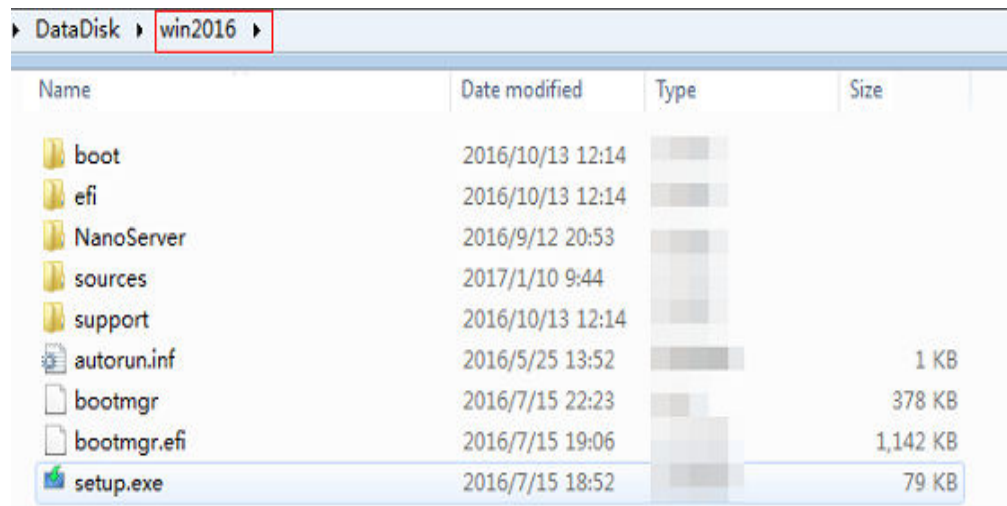 DataDisk win2016
Name Date modified Type Size
boot 2016/10/13 12:14
efi 2016/10/13 12:14
NanoServer 2016/9/12 20:53
sources 2017/1/10 9:44
support 2016/10/13 12:14
autorun.inf 2016/5/25 13:52 1 KB
bootmgr 2016/7/15 22:23 378 KB
bootmgr.efi 2016/7/15 19:06 1,142 KB
setup.exe 2016/7/15 18:52 79 KB